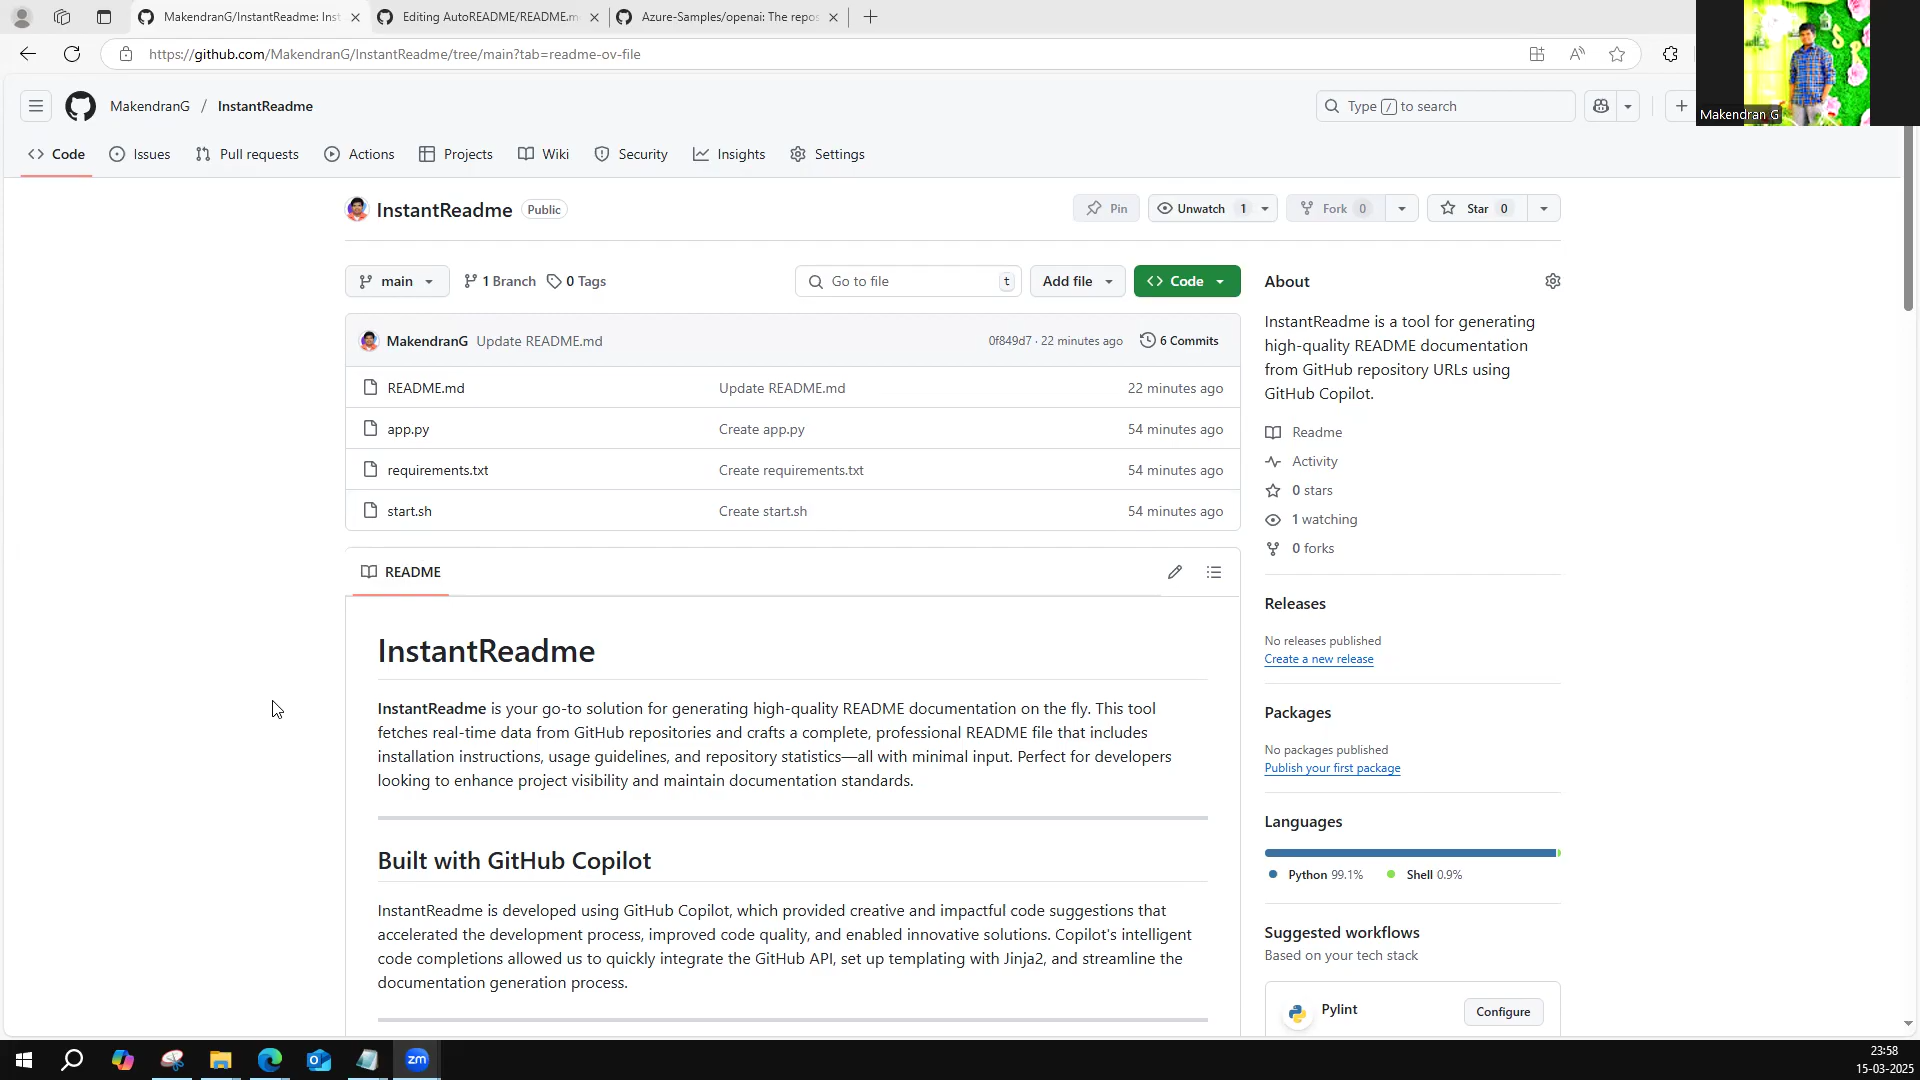 MakendranG/InstantReadme: Inst
Editing AutoREADME/README.m
Azure-Samples/openai: The repos
https://github.com/MakendranG/InstantReadme/tree/main?tab=readme-ov-file
Makendran G
MakendranG / InstantReadme
Type / to search
Code
Issues
Pull requests
Actions
Projects
Wiki
Security
Insights
Settings
InstantReadme Public
Pin
Unwatch 1
Fork 0
Star 0
main
1 Branch
0 Tags
Go to file t
Add file
Code
MakendranG Update README.md 0f849d7 · 22 minutes ago 6 Commits
README.md Update README.md 22 minutes ago
app.py Create app.py 54 minutes ago
requirements.txt Create requirements.txt 54 minutes ago
start.sh Create start.sh 54 minutes ago
README
InstantReadme
InstantReadme is your go-to solution for generating high-quality README documentation on the fly. This tool
fetches real-time data from GitHub repositories and crafts a complete, professional README file that includes
installation instructions, usage guidelines, and repository statistics—all with minimal input. Perfect for developers
looking to enhance project visibility and maintain documentation standards.
Built with GitHub Copilot
InstantReadme is developed using GitHub Copilot, which provided creative and impactful code suggestions that
accelerated the development process, improved code quality, and enabled innovative solutions. Copilot's intelligent
code completions allowed us to quickly integrate the GitHub API, set up templating with Jinja2, and streamline the
documentation generation process.
About
InstantReadme is a tool for generating
high-quality README documentation
from GitHub repository URLs using
GitHub Copilot.
Readme
Activity
0 stars
1 watching
0 forks
Releases
No releases published
Create a new release
Packages
No packages published
Publish your first package
Languages
Python 99.1%
Shell 0.9%
Suggested workflows
Based on your tech stack
Pylint
Configure
zm
23:58
15-03-2025